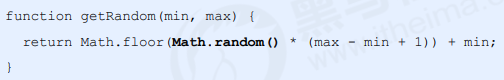 function getRandom(min, max) {
  return Math.floor(Math.random() * (max - min + 1)) + min;
}